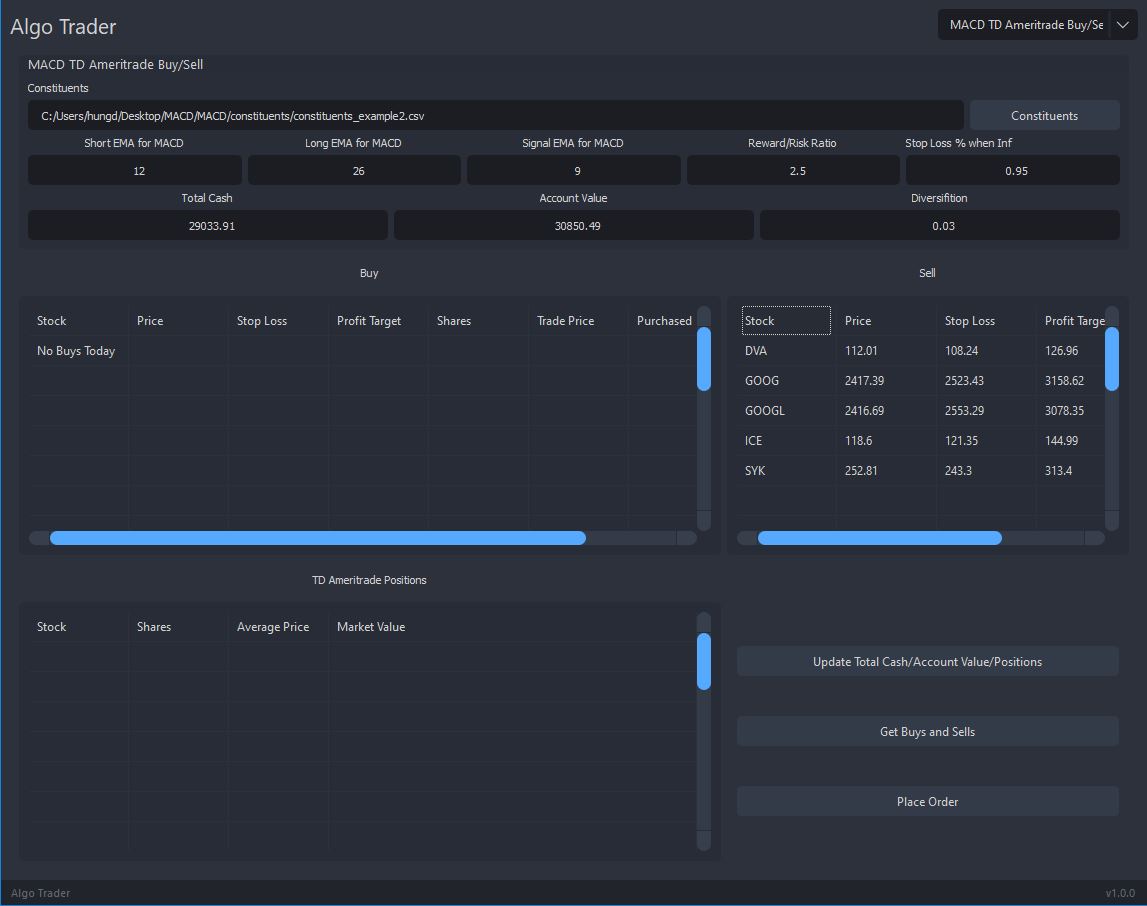 Algo Trader
MACD TD Ameritrade Buy/Se
MACD TD Ameritrade Buy/Sell
Constituents
C:/Users/hungd/Desktop/MACD/MACD/constituents/constituents_example2.csv
Constituents
Short EMA for MACD Long EMA for MACD Signal EMA for MACD Reward/Risk Ratio Stop Loss % when Inf
12 26 9 2.5 0.95
Total Cash Account Value Diversifition
29033.91 30850.49 0.03
Buy
Stock Price Stop Loss Profit Target Shares Trade Price Purchased
No Buys Today
Sell
Stock Price Stop Loss Profit Targe
DVA 112.01 108.24 126.96
GOOG 2417.39 2523.43 3158.62
GOOGL 2416.69 2553.29 3078.35
ICE 118.6 121.35 144.99
SYK 252.81 243.3 313.4
TD Ameritrade Positions
Stock Shares Average Price Market Value
Update Total Cash/Account Value/Positions
Get Buys and Sells
Place Order
Algo Trader
v1.0.0